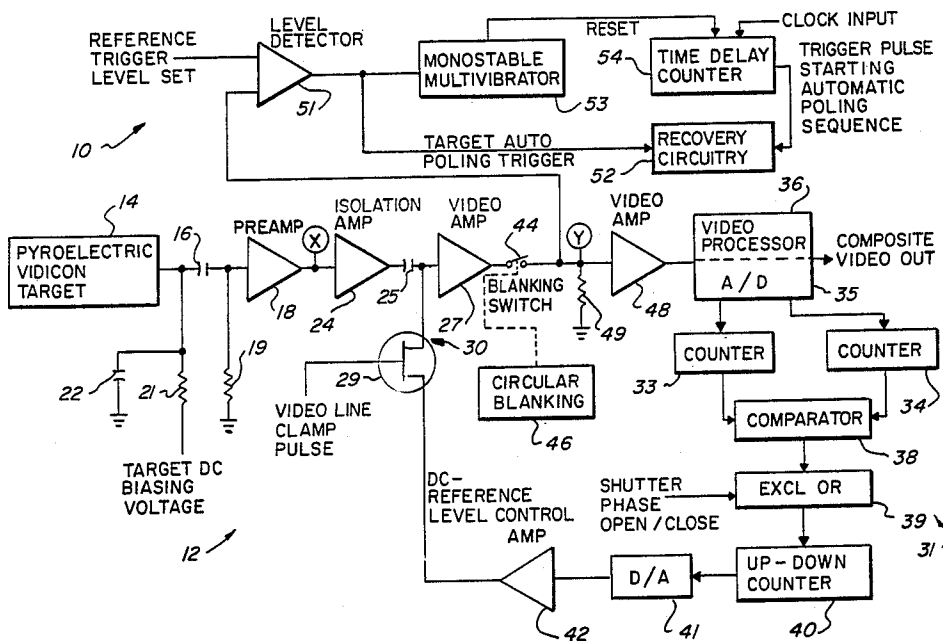 REFERENCE
TRIGGER
LEVEL SET
LEVEL
DETECTOR
51
MONOSTABLE
MULTIVIBRATOR
53
RESET
CLOCK INPUT
54
TIME DELAY
COUNTER
TRIGGER PULSE
STARTING
AUTOMATIC
POLING
SEQUENCE
10
TARGET AUTO
POLING TRIGGER
RECOVERY
CIRCUITRY
52
14
PYROELECTRIC
VIDICON
TARGET
16
PREAMP
18
X
ISOLATION
AMP
24
25
VIDEO
AMP
27
44
BLANKING
SWITCH
Y
49
VIDEO
AMP
48
36
VIDEO
PROCESSOR
A/D
35
COMPOSITE
VIDEO OUT
22
21
19
29
30
VIDEO LINE
CLAMP
PULSE
CIRCULAR
BLANKING
46
COUNTER
33
COUNTER
34
COMPARATOR
38
TARGET DC
BIASING
VOLTAGE
12
DC-
REFERENCE
LEVEL CONTROL
AMP
42
SHUTTER
PHASE
OPEN/CLOSE
EXCL OR
39
31
D/A
41
UP-DOWN
COUNTER
40